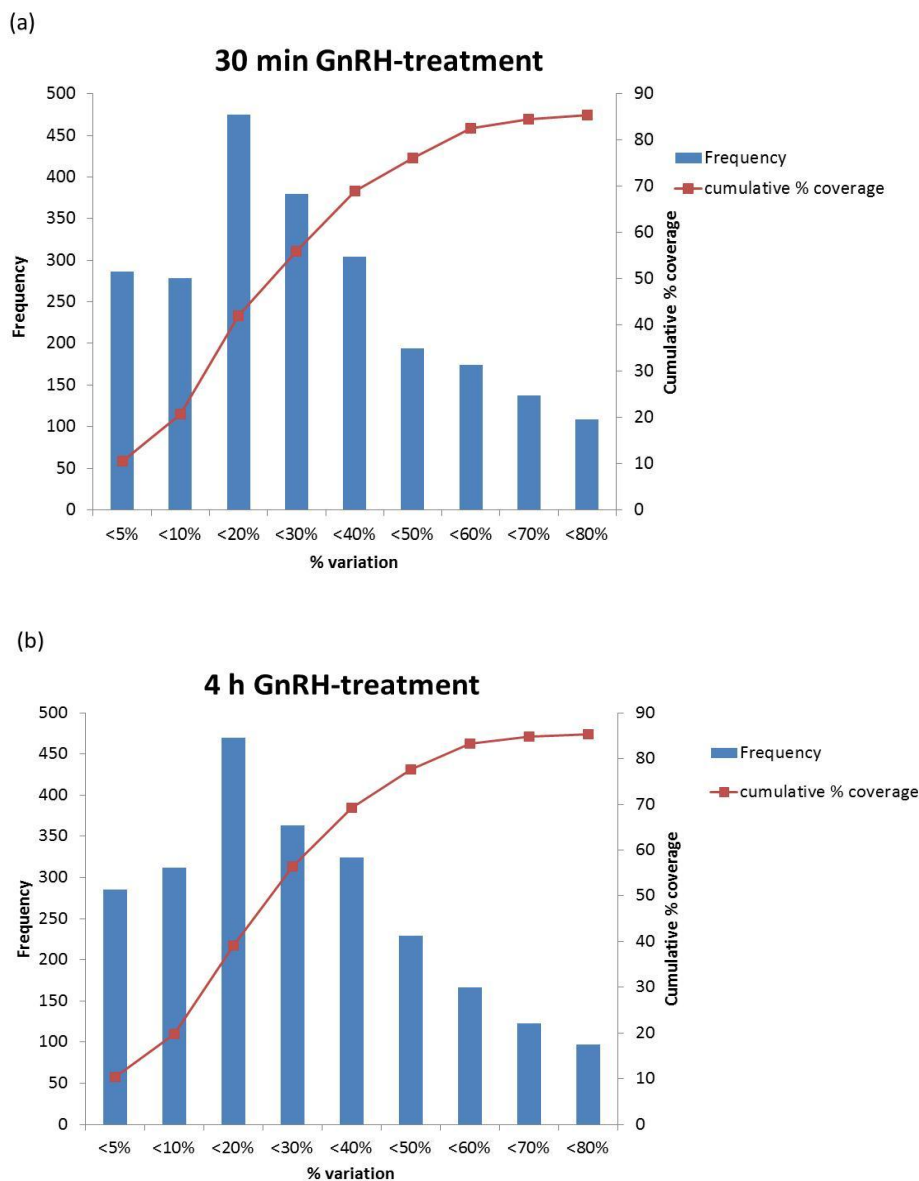 (a)
30 min GnRH-treatment
500
450
400
350
300
250
200
150
100
50
0
Frequency
90
80
70
60
50
40
30
20
10
0
Cumulative % coverage
Frequency
cumulative % coverage
<5% <10% <20% <30% <40% <50% <60% <70% <80%
% variation
(b)
4 h GnRH-treatment
500
450
400
350
300
250
200
150
100
50
0
Frequency
90
80
70
60
50
40
30
20
10
0
Cumulative % coverage
Frequency
cumulative % coverage
<5% <10% <20% <30% <40% <50% <60% <70% <80%
% variation